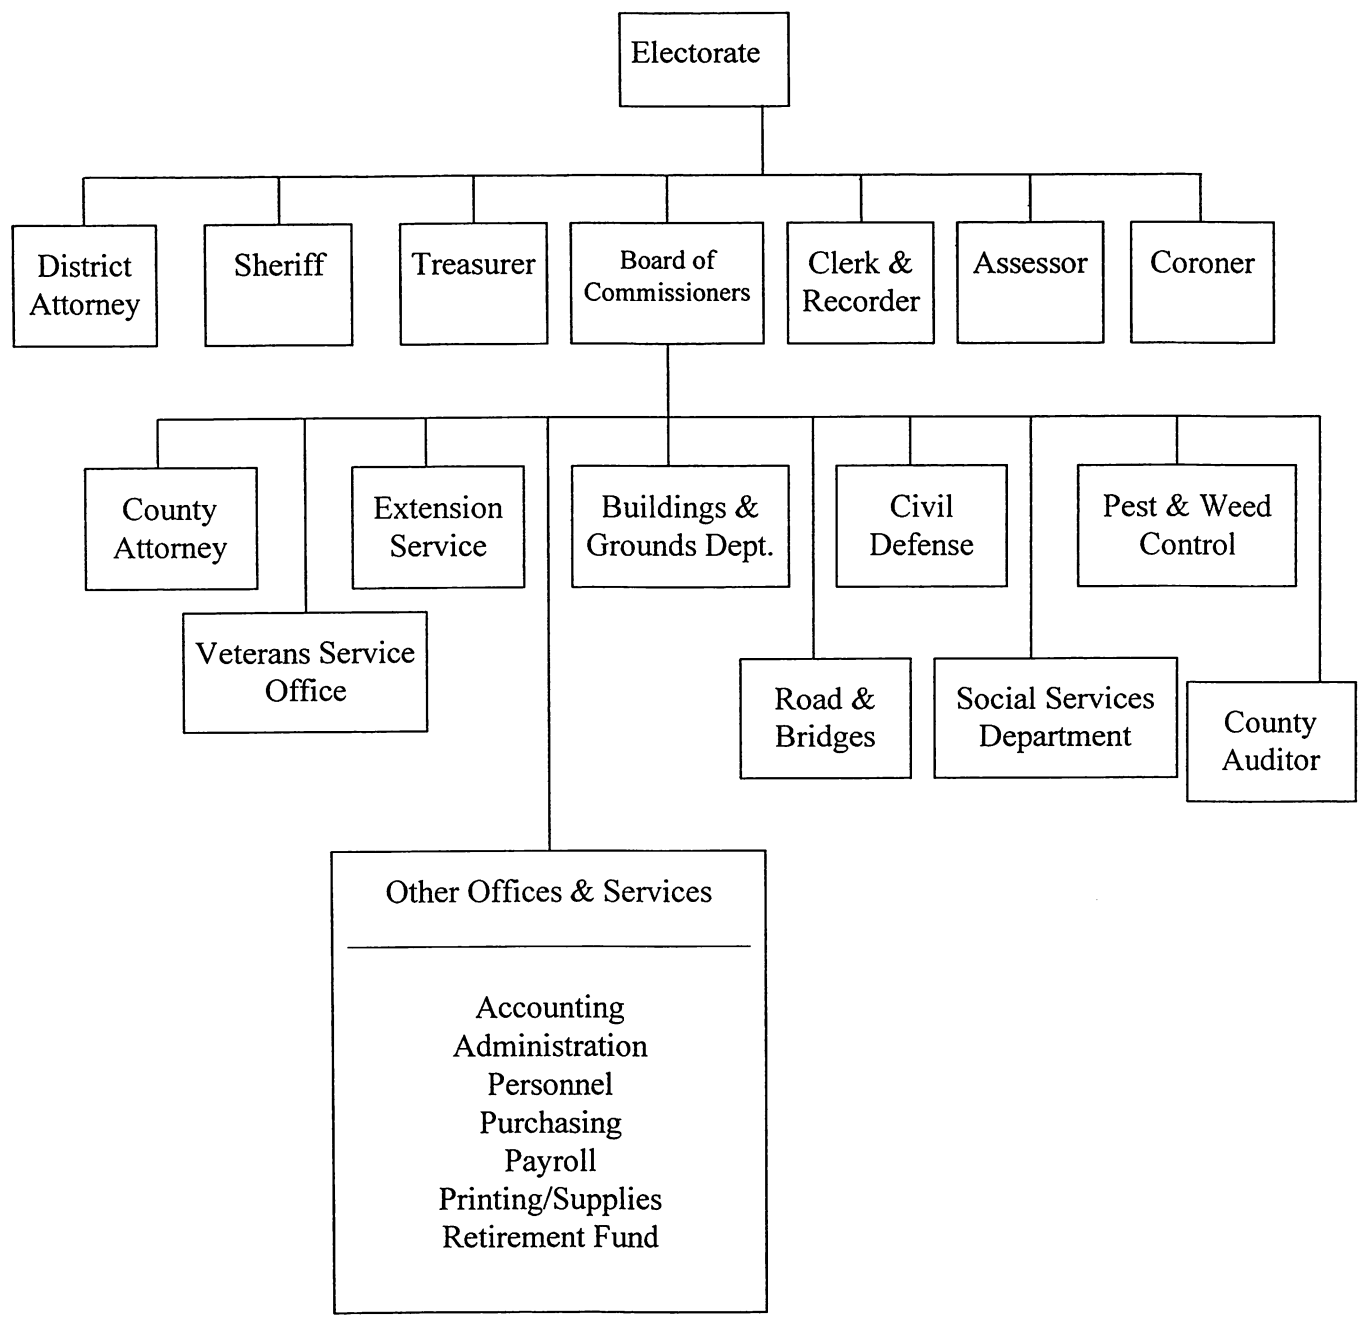 Electorate
District
Attorney
Sheriff
Treasurer
Board of
Commissioners
Clerk &
Recorder
Assessor
Coroner
County
Attorney
Extension
Service
Buildings &
Grounds Dept.
Civil
Defense
Pest & Weed
Control
Veterans Service
Office
Road &
Bridges
Social Services
Department
County
Auditor
Other Offices & Services
Accounting
Administration
Personnel
Purchasing
Payroll
Printing/Supplies
Retirement Fund